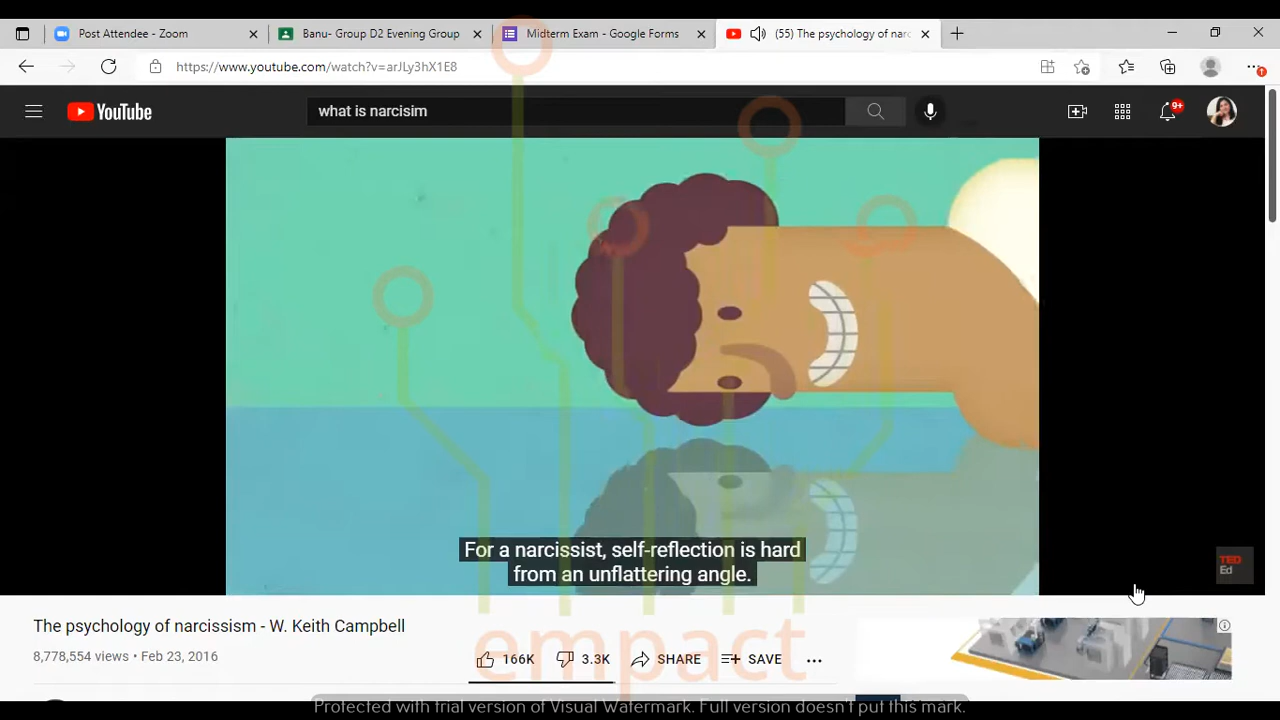 Post Attendee - Zoom
Banu- Group D2 Evening Group
Midterm Exam - Google Forms
(55) The psychology of nar
https://www.youtube.com/watch?v=arJLy3hX1E8
YouTube
what is narcisim
9+
For a narcissist, self-reflection is hard
from an unflattering angle.
TED
Ed
The psychology of narcissism - W. Keith Campbell
8,778,554 views • Feb 23, 2016
166K
3.3K
SHARE
SAVE
empact
Protected with trial version of Visual Watermark. Full version doesn't put this mark.